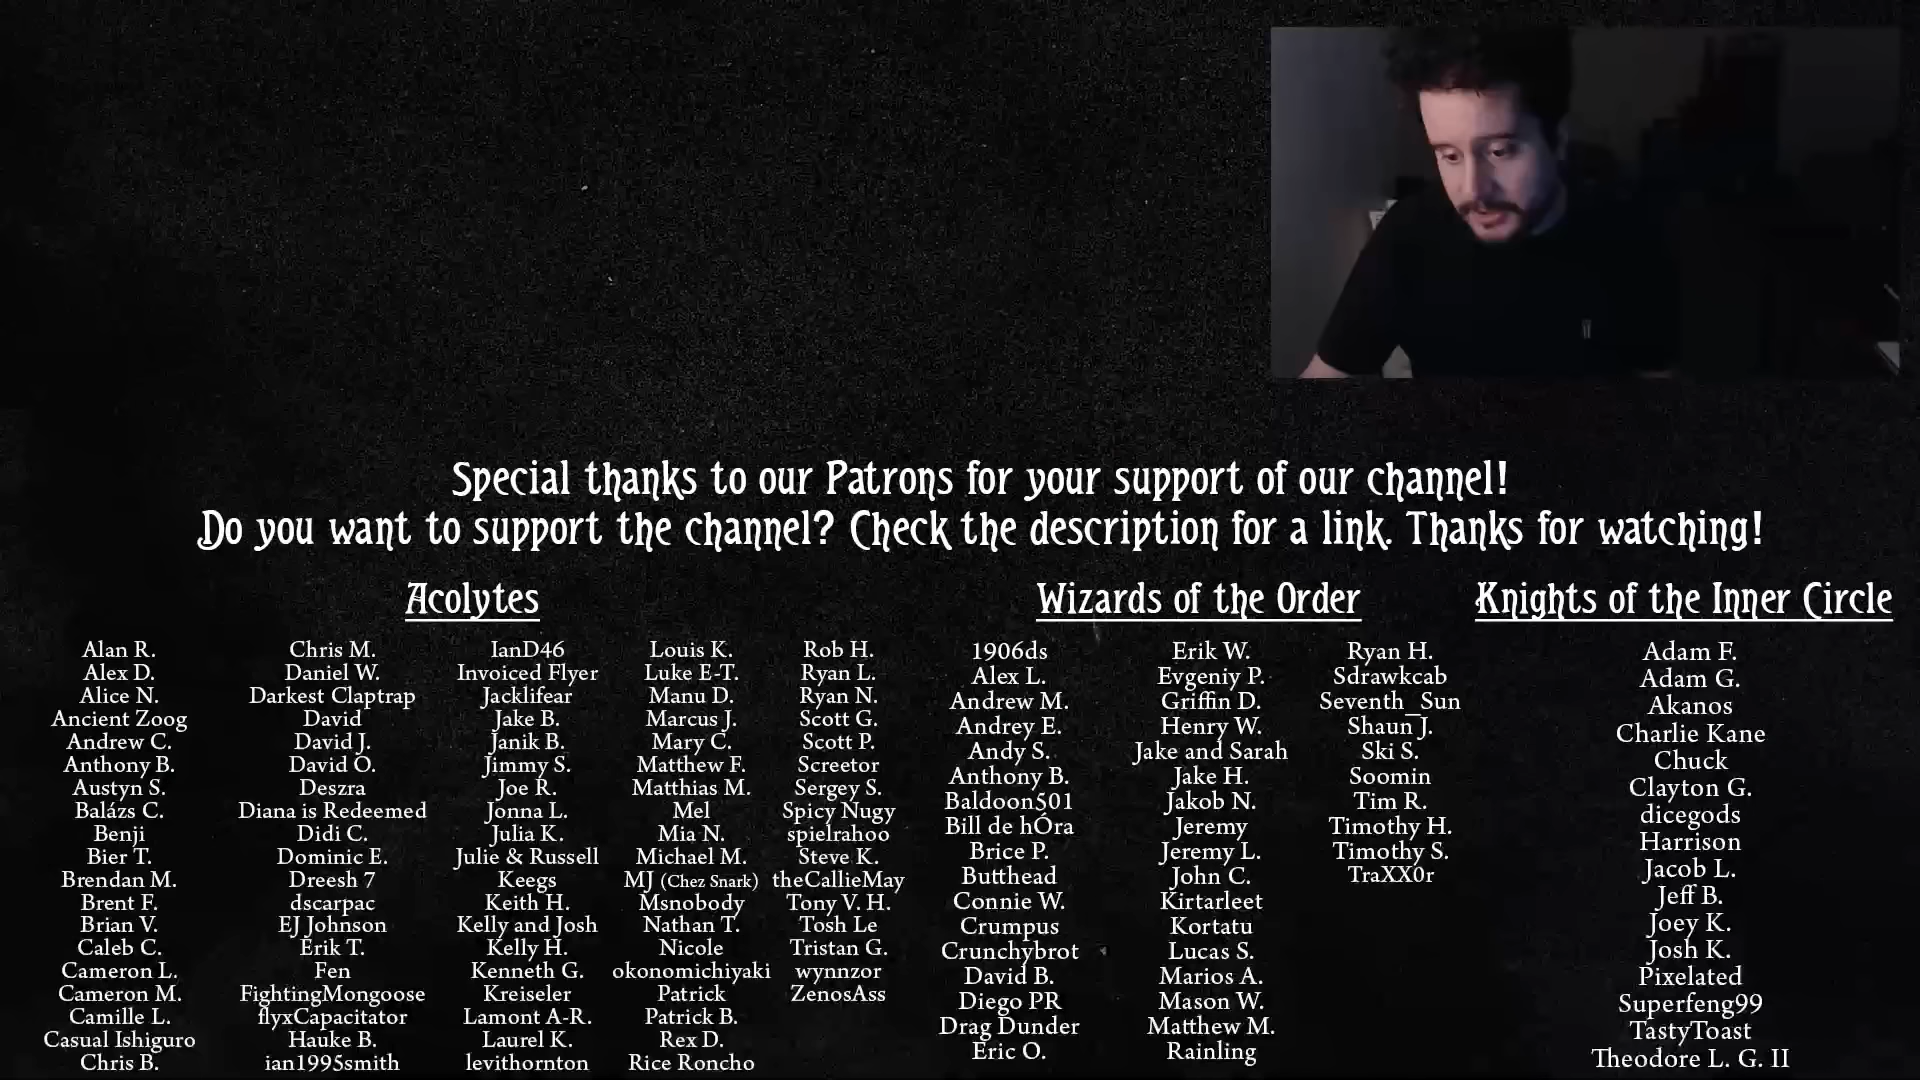 Special thanks to our Patrons for your support of our channel!
Do you want to support the channel? Check the description for a link. Thanks for watching!
Acolytes
Alan R.
Alex D.
Alice N.
Ancient Zoog
Andrew C.
Anthony B.
Austyn S.
Balázs C.
Benji
Bier T.
Brendan M.
Brent F.
Brian V.
Caleb C.
Cameron L.
Cameron M.
Camille L.
Casual Ishiguro
Chris B.
Chris M.
Daniel W.
Darkest Claptrap
David
David J.
David O.
Deszra
Diana is Redeemed
Didi C.
Dominic E.
Dreesh 7
dscarpac
EJ Johnson
Erik T.
Fen
FightingMongoose
flyxCapacitator
Hauke B.
ian1995smith
IanD46
Invoiced Flyer
Jacklifear
Jake B.
Janik B.
Jimmy S.
Joe R.
Jonna L.
Julia K.
Julie & Russell
Keegs
Keith H.
Kelly and Josh
Kelly H.
Kenneth G.
Kreiseler
Lamont A-R.
Laurel K.
levithornton
Louis K.
Luke E-T.
Manu D.
Marcus J.
Mary C.
Matthew F.
Matthias M.
Mel
Mia N.
Michael M.
MJ (Chez Snark)
Msnobody
Nathan T.
Nicole
okonomichiyaki
Patrick
Patrick B.
Rex D.
Rice Roncho
Rob H.
Ryan L.
Ryan N.
Scott G.
Scott P.
Screetor
Sergey S.
Spicy Nugy
spielrahoo
Steve K.
theCallieMay
Tony V. H.
Tosh Le
Tristan G.
wynnzor
ZenosAss
Wizards of the Order
1906ds
Alex L.
Andrew M.
Andrey E.
Andy S.
Anthony B.
Baldoon501
Bill de hÓra
Brice P.
Butthead
Connie W.
Crumpus
Crunchybrot
David B.
Diego PR
Drag Dunder
Eric O.
Erik W.
Evgeniy P.
Griffin D.
Henry W.
Jake and Sarah
Jake H.
Jakob N.
Jeremy
Jeremy L.
John C.
Kirtarleet
Kortatu
Lucas S.
Marios A.
Mason W.
Matthew M.
Rainling
Ryan H.
Sdrawkcab
Seventh_Sun
Shaun J.
Ski S.
Soomin
Tim R.
Timothy H.
Timothy S.
TraXX0r
Knights of the Inner Circle
Adam F.
Adam G.
Akanos
Charlie Kane
Chuck
Clayton G.
dicegods
Harrison
Jacob L.
Jeff B.
Joey K.
Josh K.
Pixelated
Superfeng99
TastyToast
Theodore L. G. II